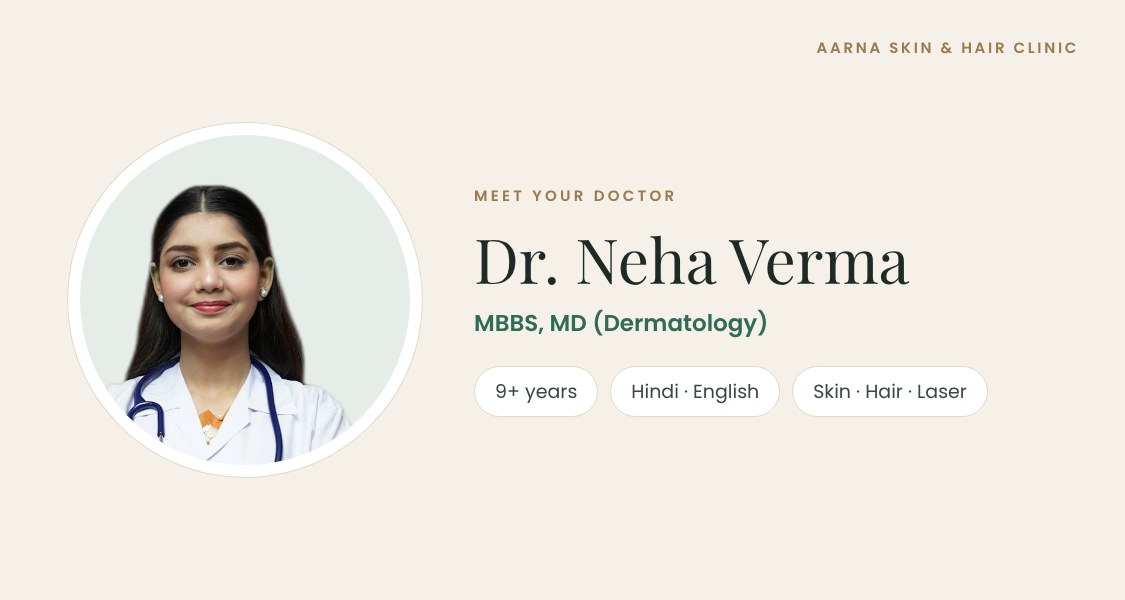 AARNA SKIN & HAIR CLINIC
MEET YOUR DOCTOR
Dr. Neha Verma
MBBS, MD (Dermatology)
9+ years
Hindi · English
Skin · Hair · Laser